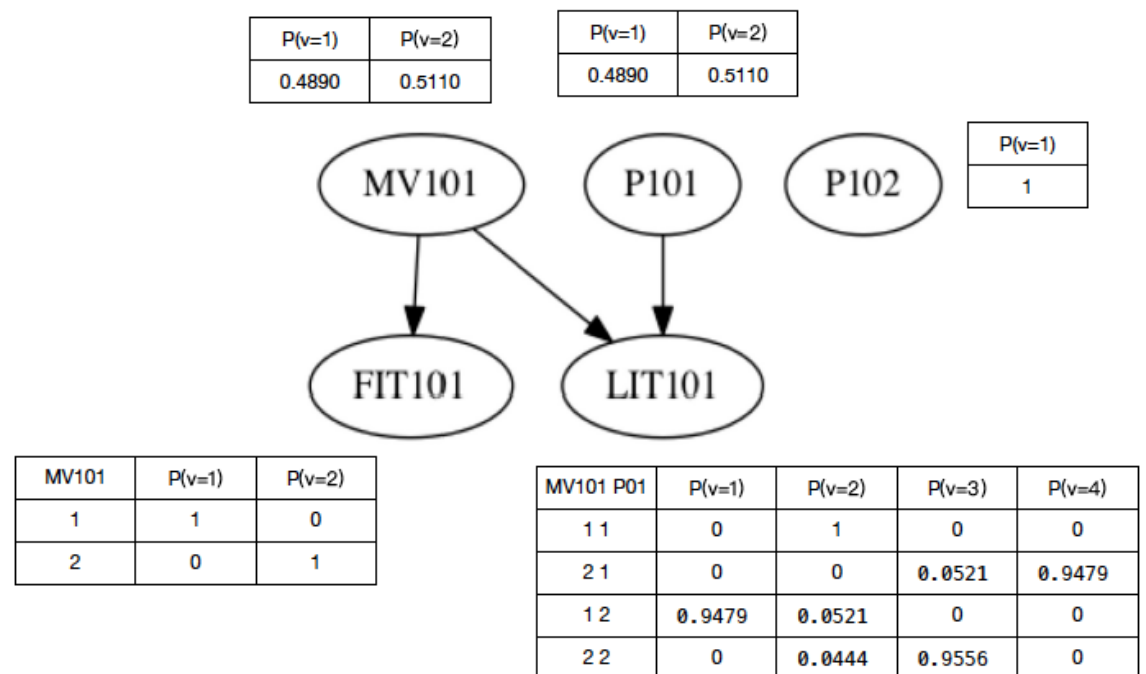 P(v=1) P(v=2)
0.4890 0.5110
P(v=1) P(v=2)
0.4890 0.5110
P(v=1)
1
MV101 P101 P102
FIT101 LIT101
MV101 P(v=1) P(v=2)
1 1 0
2 0 1
MV101 P01 P(v=1) P(v=2) P(v=3) P(v=4)
1 1 0 1 0 0
2 1 0 0 0.0521 0.9479
1 2 0.9479 0.0521 0 0
2 2 0 0.0444 0.9556 0